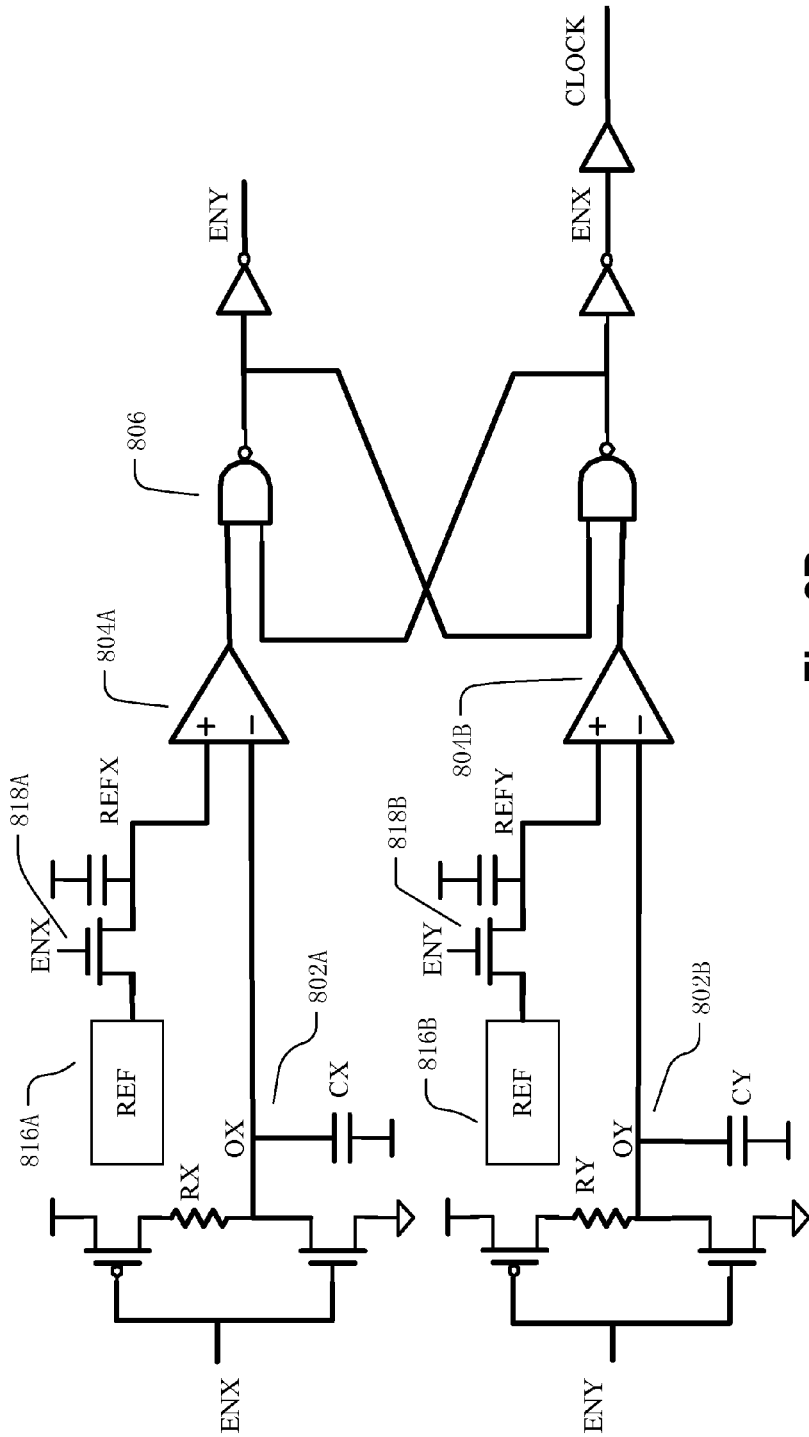 816A
REF
ENX
818A
REFX
804A
806
ENY
RX
OX
802A
CX
ENX
+
−
816B
REF
ENY
818B
REFY
804B
ENX
CLOCK
RY
OY
802B
CY
ENY
+
−